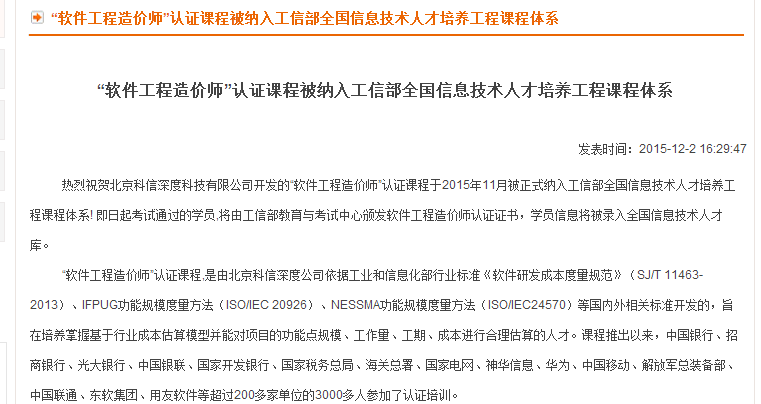 “软件工程造价师”认证课程被纳入工信部全国信息技术人才培养工程课程体系
“软件工程造价师”认证课程被纳入工信部全国信息技术人才培养工程课程体系
发表时间：2015-12-2 16:29:47
热烈祝贺北京科信深度科技有限公司开发的“软件工程造价师”认证课程于2015年11月被正式纳入工信部全国信息技术人才培养工
程课程体系! 即日起考试通过的学员,将由工信部教育与考试中心颁发软件工程造价师认证证书，学员信息将被录入全国信息技术人才
库。
“软件工程造价师”认证课程,是由北京科信深度公司依据工业和信息化部行业标准《软件研发成本度量规范》（SJ/T 11463-
2013）、IFPUG功能规模度量方法（ISO/IEC 20926）、NESSMA功能规模度量方法（ISO/IEC24570）等国内外相关标准开发的，旨
在培养掌握基于行业成本估算模型并能对项目的功能点规模、工作量、工期、成本进行合理估算的人才。课程推出以来，中国银行、招
商银行、光大银行、中国银联、国家开发银行、国家税务总局、海关总署、国家电网、神华信息、华为、中国移动、解放军总装备部、
中国联通、东软集团、用友软件等超过200多家单位的3000多人参加了认证培训。